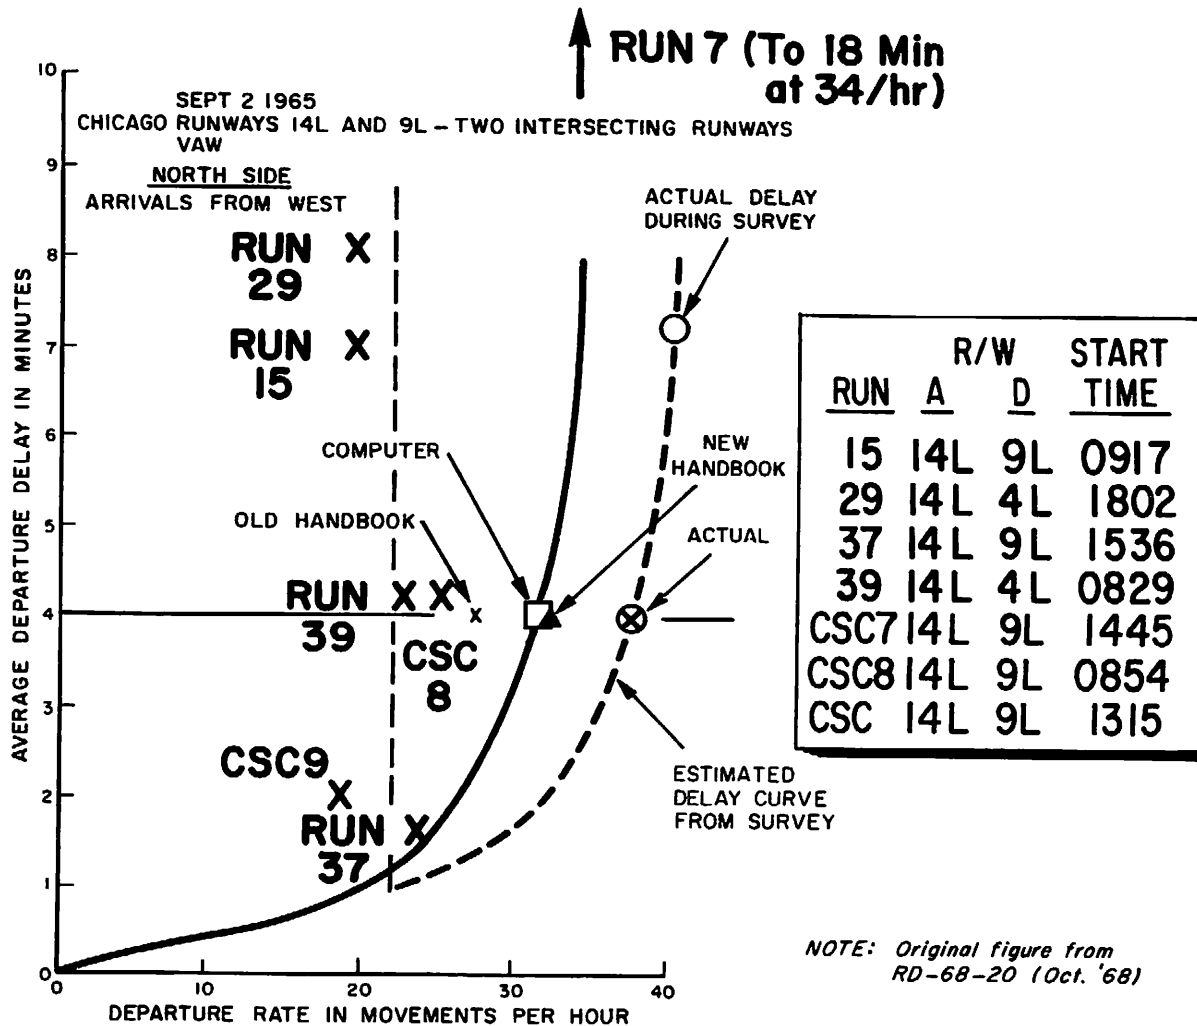 RUN 7 (To 18 Min
at 34/hr)
SEPT 2 1965
CHICAGO RUNWAYS 14L AND 9L – TWO INTERSECTING RUNWAYS
VAW
NORTH SIDE
ARRIVALS FROM WEST
ACTUAL DELAY
DURING SURVEY
RUN X
29
RUN X
15
COMPUTER
NEW
HANDBOOK
OLD HANDBOOK
ACTUAL
RUN X X
39
x
CSC
8
CSC9
X
RUN X
37
ESTIMATED
DELAY CURVE
FROM SURVEY
AVERAGE DEPARTURE DELAY IN MINUTES
10
9
8
7
6
5
4
3
2
1
0
0 10 20 30 40
DEPARTURE RATE IN MOVEMENTS PER HOUR
R/W START
RUN A D TIME
15 14L 9L 0917
29 14L 4L 1802
37 14L 9L 1536
39 14L 4L 0829
CSC7 14L 9L 1445
CSC8 14L 9L 0854
CSC 14L 9L 1315
NOTE: Original figure from
RD-68-20 (Oct. '68)